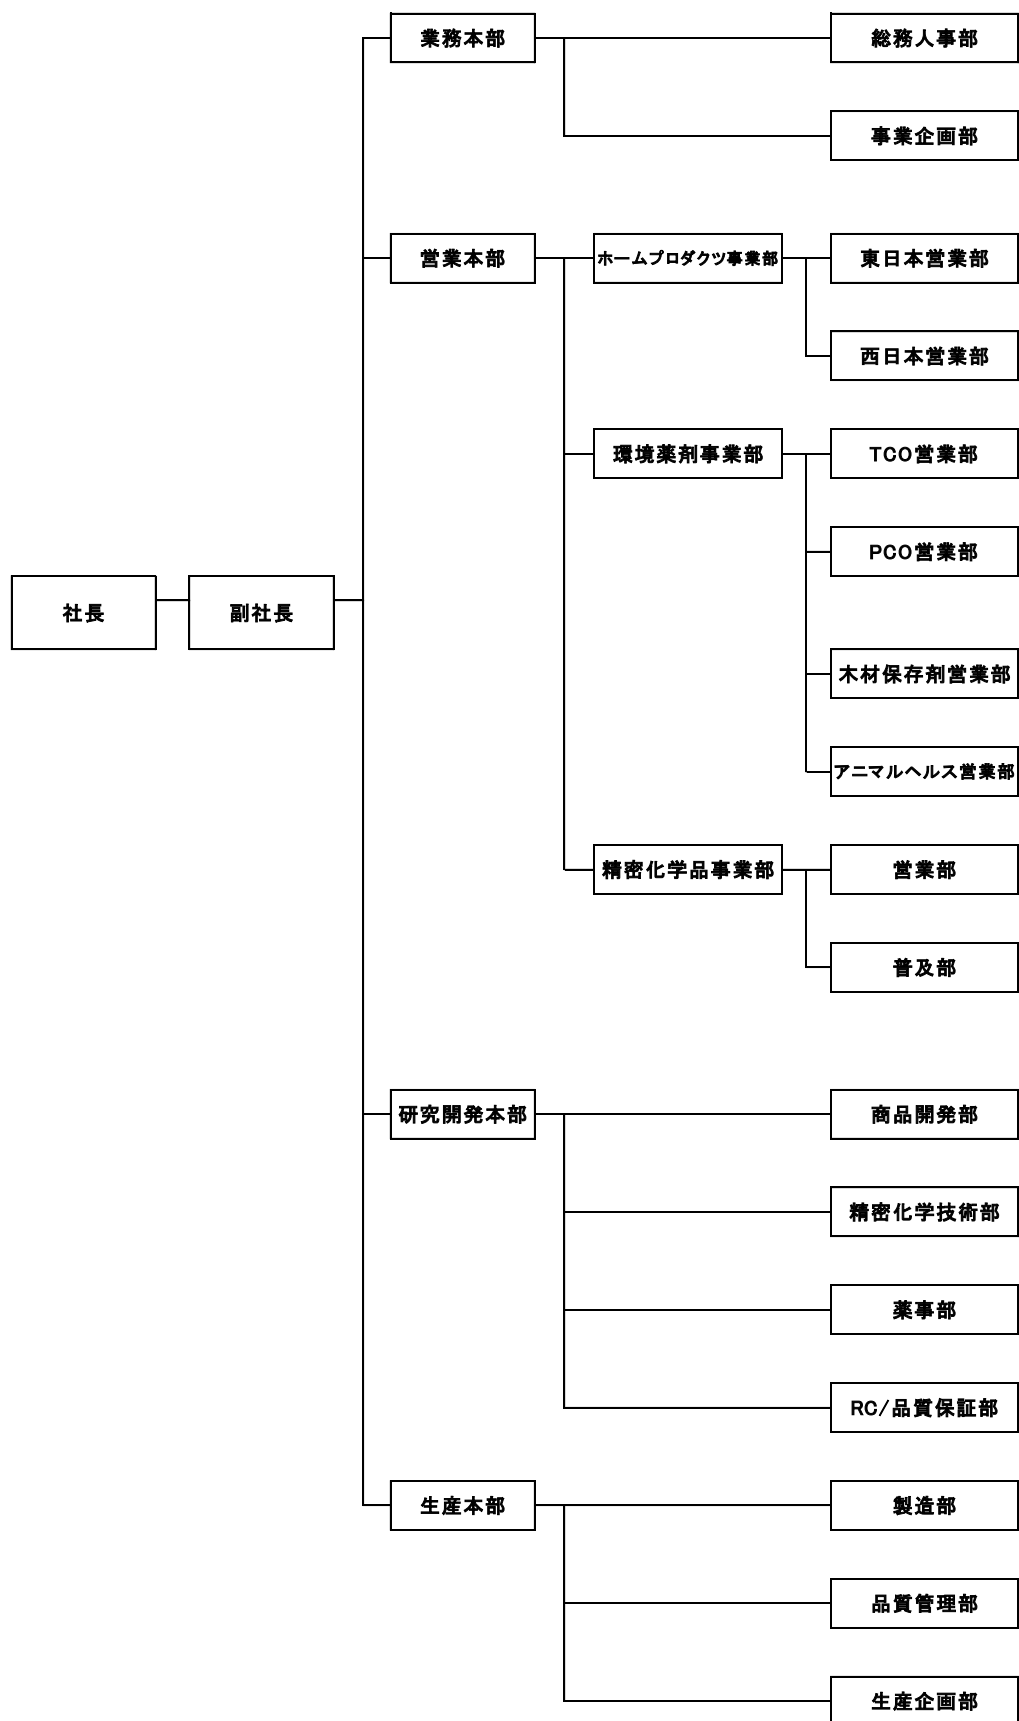 社長
副社長
業務本部
総務人事部
事業企画部
営業本部
ホームプロダクツ事業部
東日本営業部
西日本営業部
環境薬剤事業部
TCO営業部
PCO営業部
木材保存剤営業部
アニマルヘルス営業部
精密化学品事業部
営業部
普及部
研究開発本部
商品開発部
精密化学技術部
薬事部
RC/品質保証部
生産本部
製造部
品質管理部
生産企画部